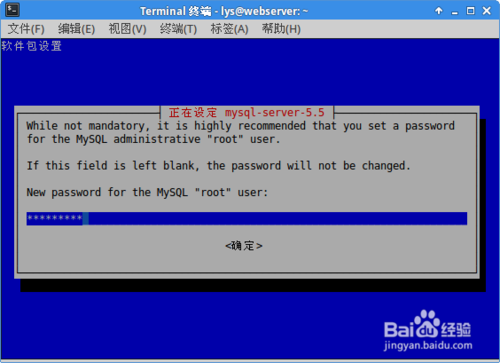 Terminal 终端 - lys@webserver: ~
文件(F) 编辑(E) 视图(V) 终端(T) 标签(A) 帮助(H)
软件包设置
正在设定 mysql-server-5.5
While not mandatory, it is highly recommended that you set a password
for the MySQL administrative "root" user.
If this field is left blank, the password will not be changed.
New password for the MySQL "root" user:
*********
<确定>
Baidu 经验
jingyan.baidu.com